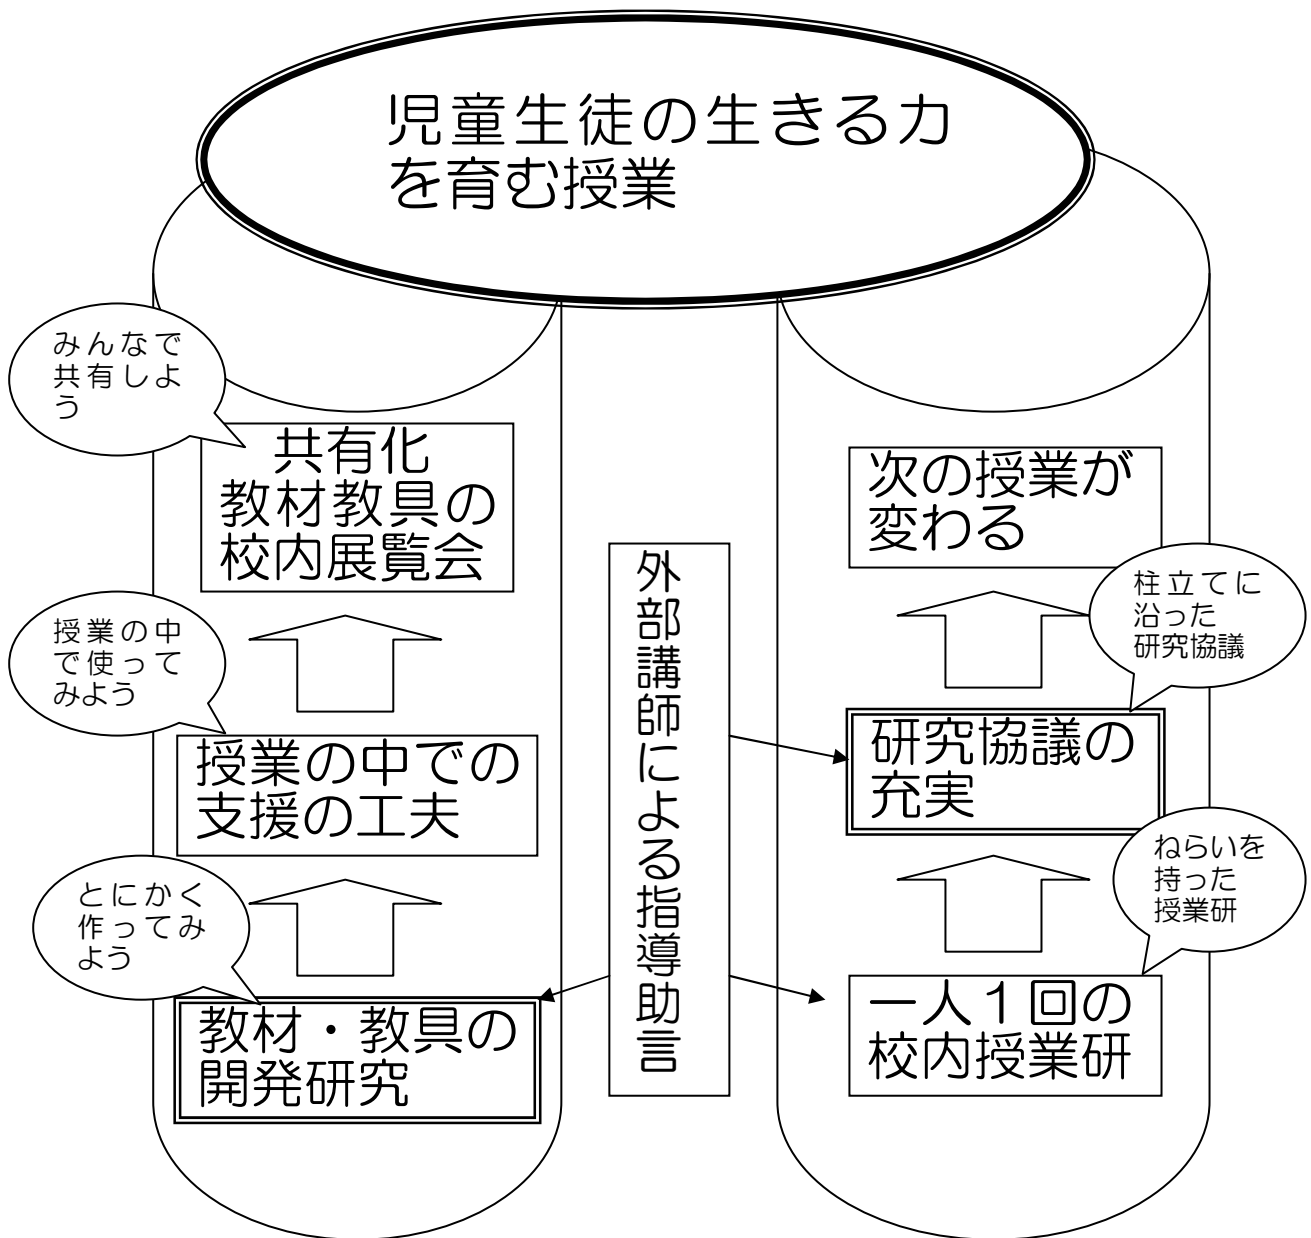 児童生徒の生きる力
を育む授業
みんなで
共有しよ
う
共有化
教材教具の
校内展覧会
授業の中
で使って
みよう
授業の中での
支援の工夫
とにかく
作ってみ
よう
教材・教具の
開発研究
外部講師による指導助言
次の授業が
変わる
柱立てに
沿った
研究協議
研究協議の
充実
ねらいを
持った
授業研
一人１回の
校内授業研